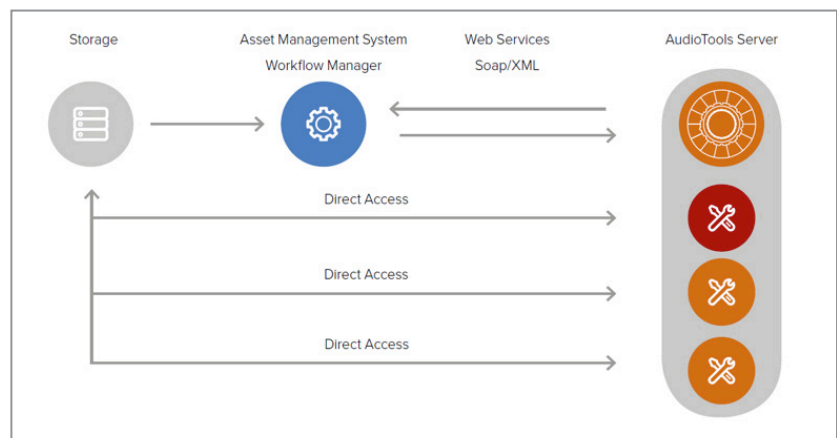 Storage
Asset Management System
Workflow Manager
Web Services
Soap/XML
AudioTools Server
Direct Access
Direct Access
Direct Access